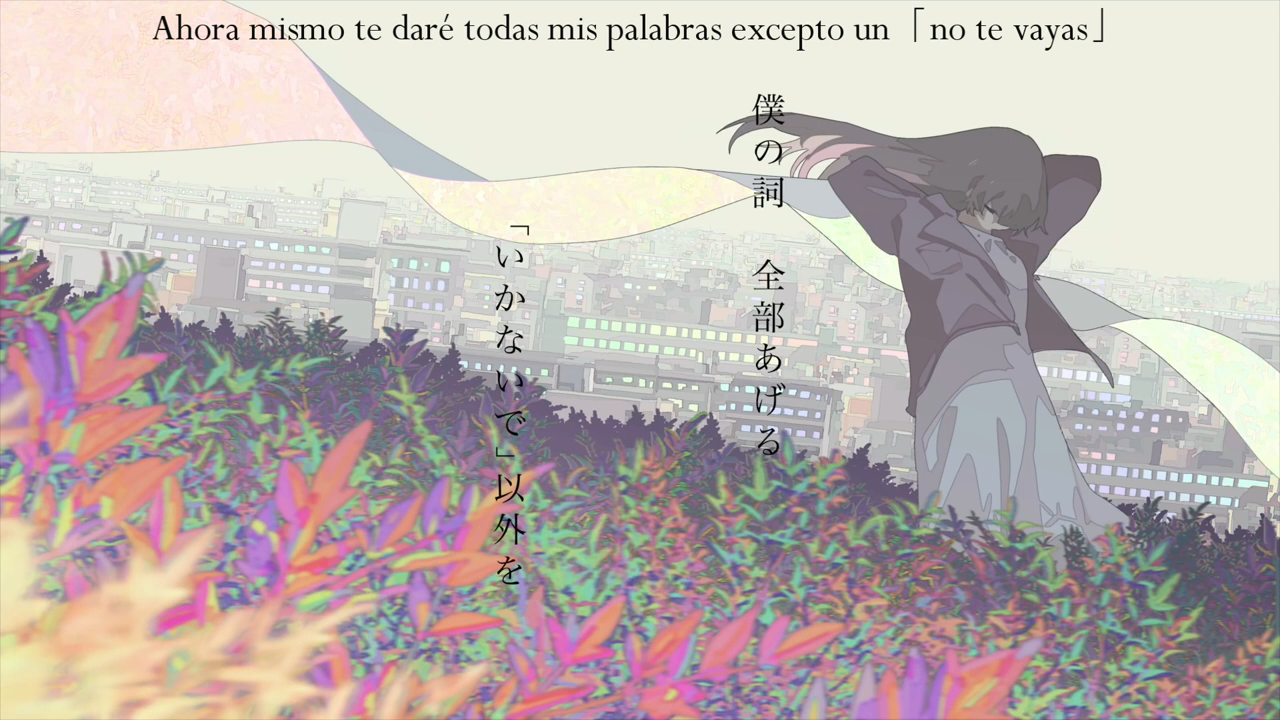 Ahora mismo te daré todas mis palabras excepto un「no te vayas」
僕の詞　全部あげる
「いかないで」以外を